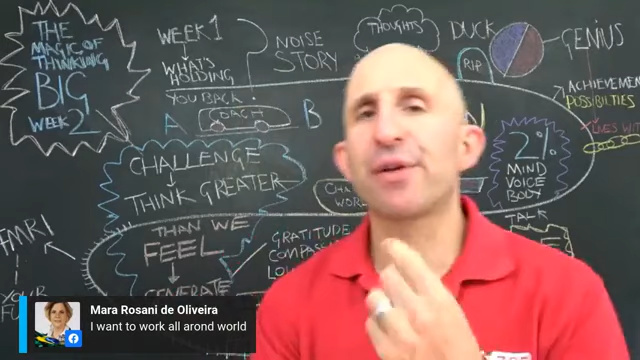 THE
MAGIC OF
THINKING
BIG
WEEK 2
WEEK 1
WHAT'S
HOLDING
YOU BACK
A
COACH
B
NOISE
STORY
THOUGHTS
DUCK
RIP
GENIUS
ACHIEVEMENT
POSSIBILTIES
2%
MIND
VOICE
BODY
TALK
CHALLENGE
THINK GREATER
THAN WE
FEEL
GENERATE
GRATITUDE
FMRI
YOUR
Mara Rosani de Oliveira
I want to work all arond world